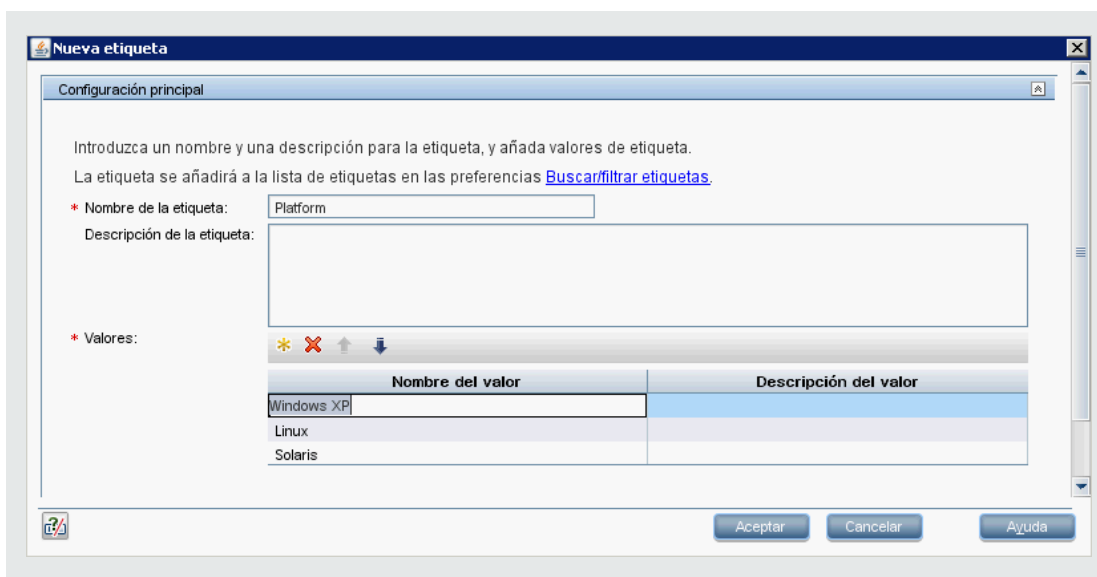 Nueva etiqueta
Configuración principal
Introduzca un nombre y una descripción para la etiqueta, y añada valores de etiqueta.
La etiqueta se añadirá a la lista de etiquetas en las preferencias Buscar/filtrar etiquetas.
* Nombre de la etiqueta: Platform
Descripción de la etiqueta:
* Valores:
Nombre del valor Descripción del valor
Windows XP
Linux
Solaris
Aceptar Cancelar Ayuda